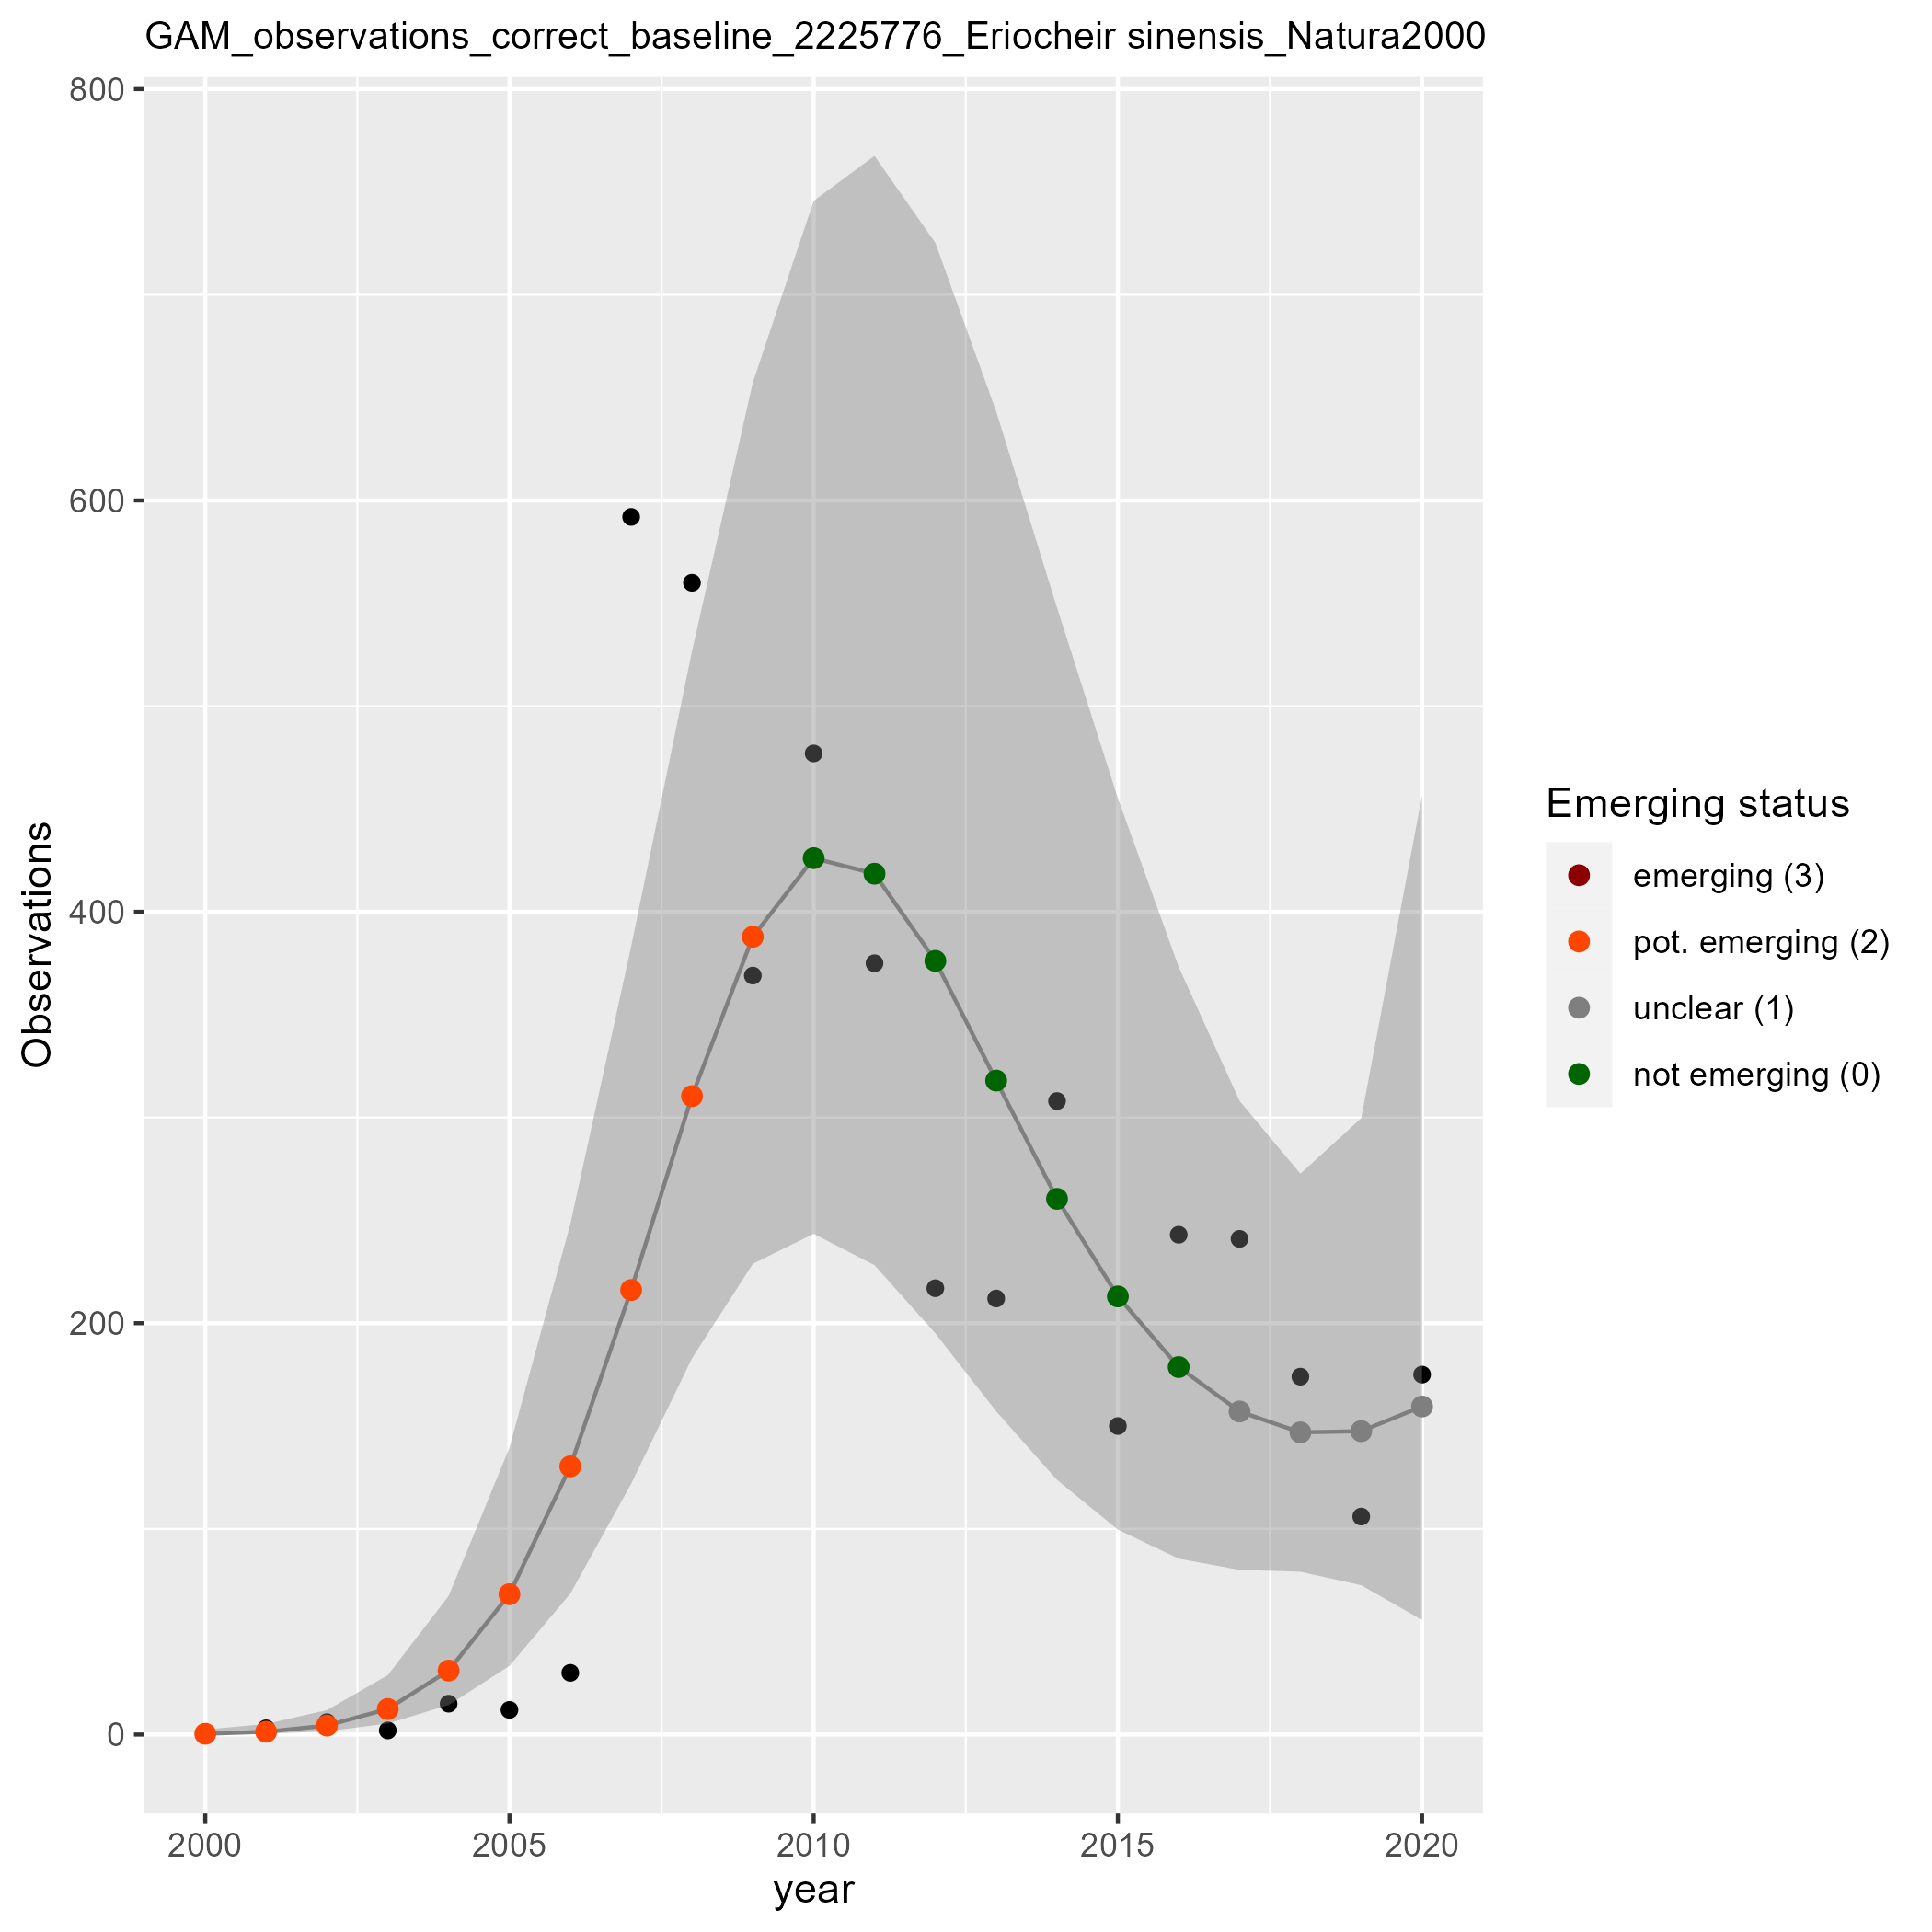 GAM_observations_correct_baseline_2225776_Eriocheir sinensis_Natura2000
800
600
400
200
0
Observations
2000
2005
2010
2015
2020
year
Emerging status
emerging (3)
pot. emerging (2)
unclear (1)
not emerging (0)